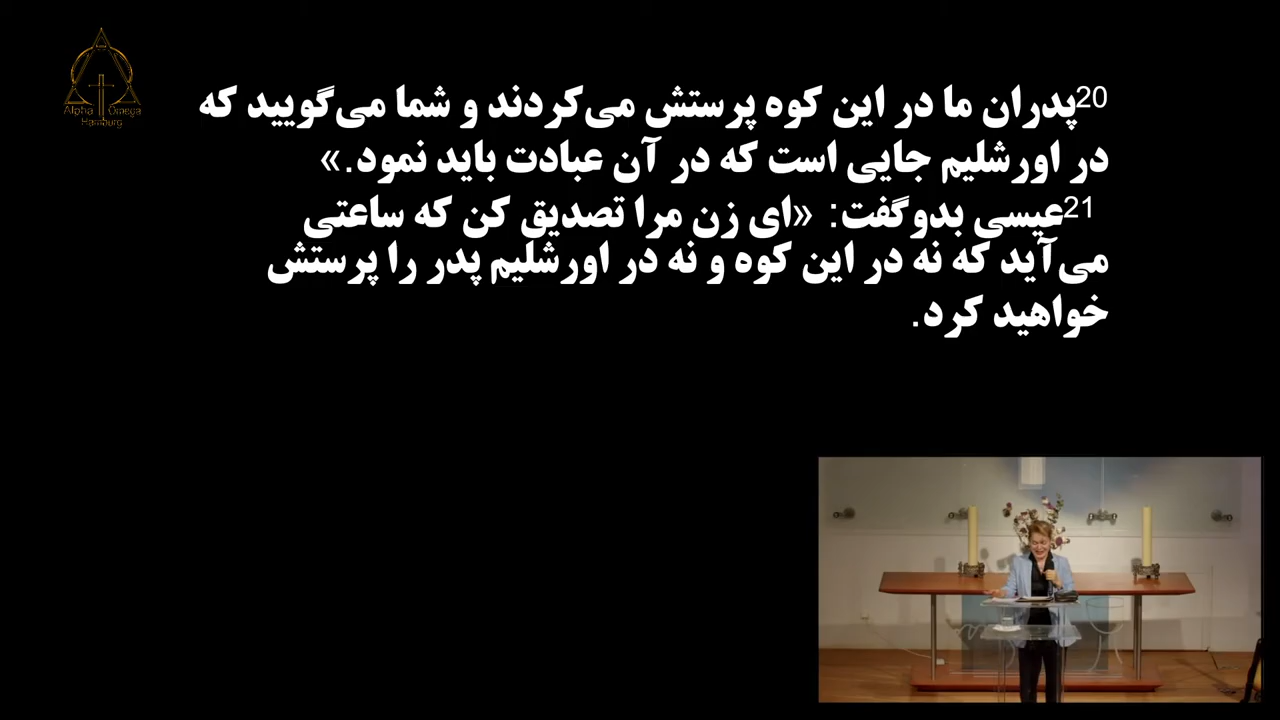 Alpha Omega
Hamburg
20پدران ما در این کوه پرستش می‌کردند و شما می‌گویید که
در اورشلیم جایی است که در آن عبادت باید نمود.»
21عیسی بدوگفت: «ای زن مرا تصدیق کن که ساعتی
می‌آید که نه در این کوه و نه در اورشلیم پدر را پرستش
خواهید کرد.